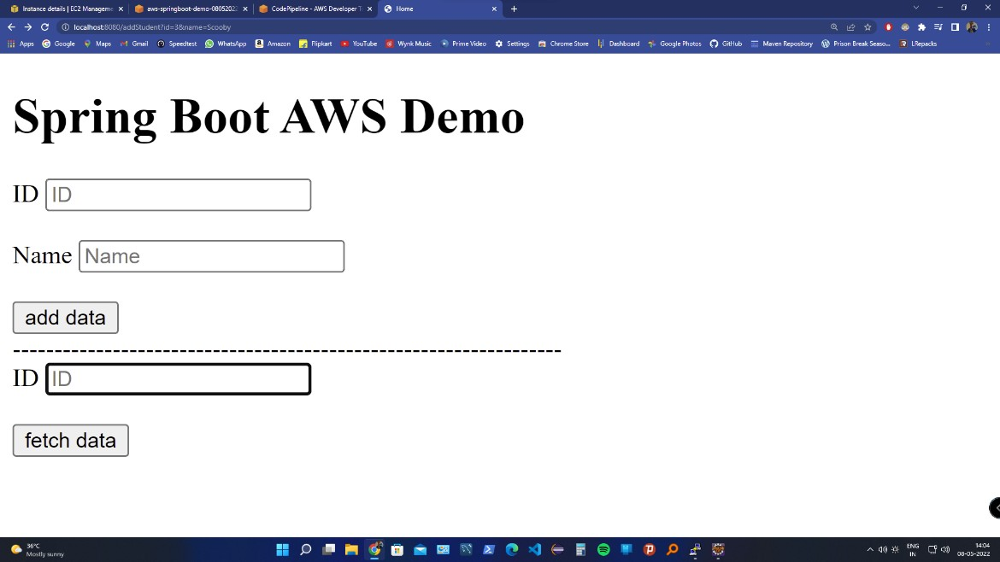 Instance details | EC2 Manageme
aws-springboot-demo-0805202
CodePipeline - AWS Developer T
Home
localhost:8080/addStudent?id=3&name=Scooby
Apps Google Maps Gmail Speedtest WhatsApp Amazon Flipkart YouTube Wynk Music Prime Video Settings Chrome Store Dashboard Google Photos GitHub Maven Repository Prison Break Seaso... LRepacks
Spring Boot AWS Demo
ID ID
Name Name
add data
------------------------------------------------------------------
ID ID
fetch data
36°C
Mostly sunny
ENG
IN
14:04
08-05-2022